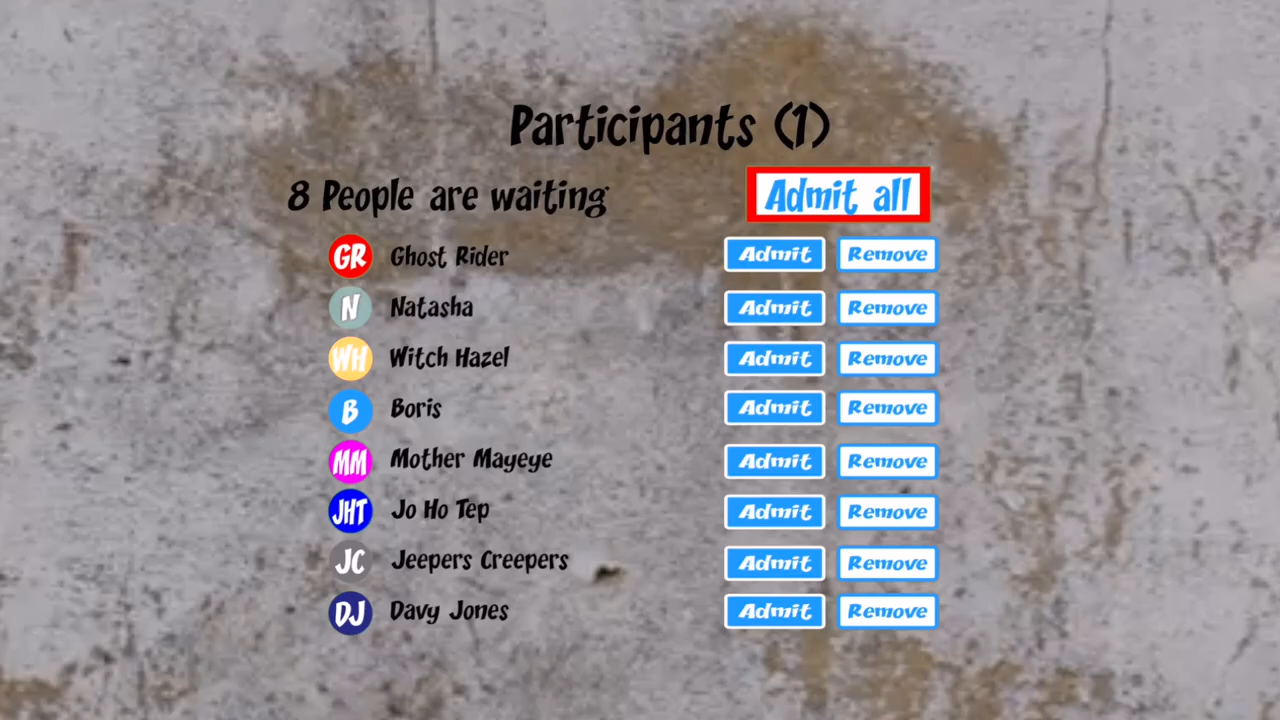 Participants (1)
8 People are waiting Admit all
GR Ghost Rider Admit Remove
N Natasha Admit Remove
WH Witch Hazel Admit Remove
B Boris Admit Remove
MM Mother Mayeye Admit Remove
JHT Jo Ho Tep Admit Remove
JC Jeepers Creepers Admit Remove
DJ Davy Jones Admit Remove